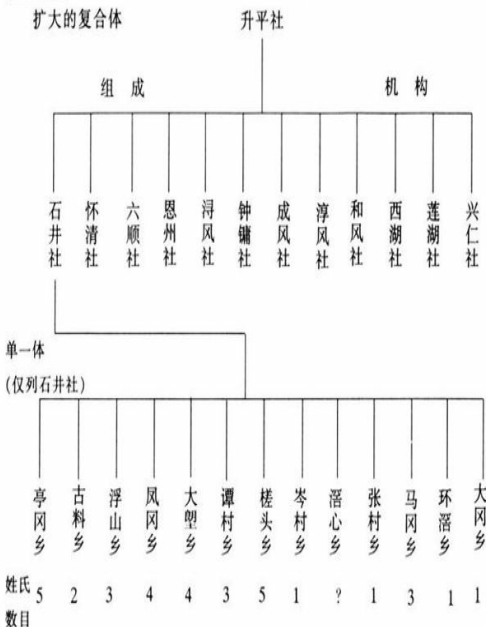 扩大的复合体
升平社
组成
机构
石井社
怀清社
六顺社
恩州社
浔风社
钟镛社
成风社
淳风社
和风社
西湖社
莲湖社
兴仁社
单一体
(仅列石井社)
亭冈乡
古料乡
浮山乡
凤冈乡
大塱乡
谭村乡
槎头乡
岑村乡
滘心乡
张村乡
马冈乡
环滘乡
大冈乡
姓氏数目 5 2 3 4 4 3 5 1 ? 1 3 1 1